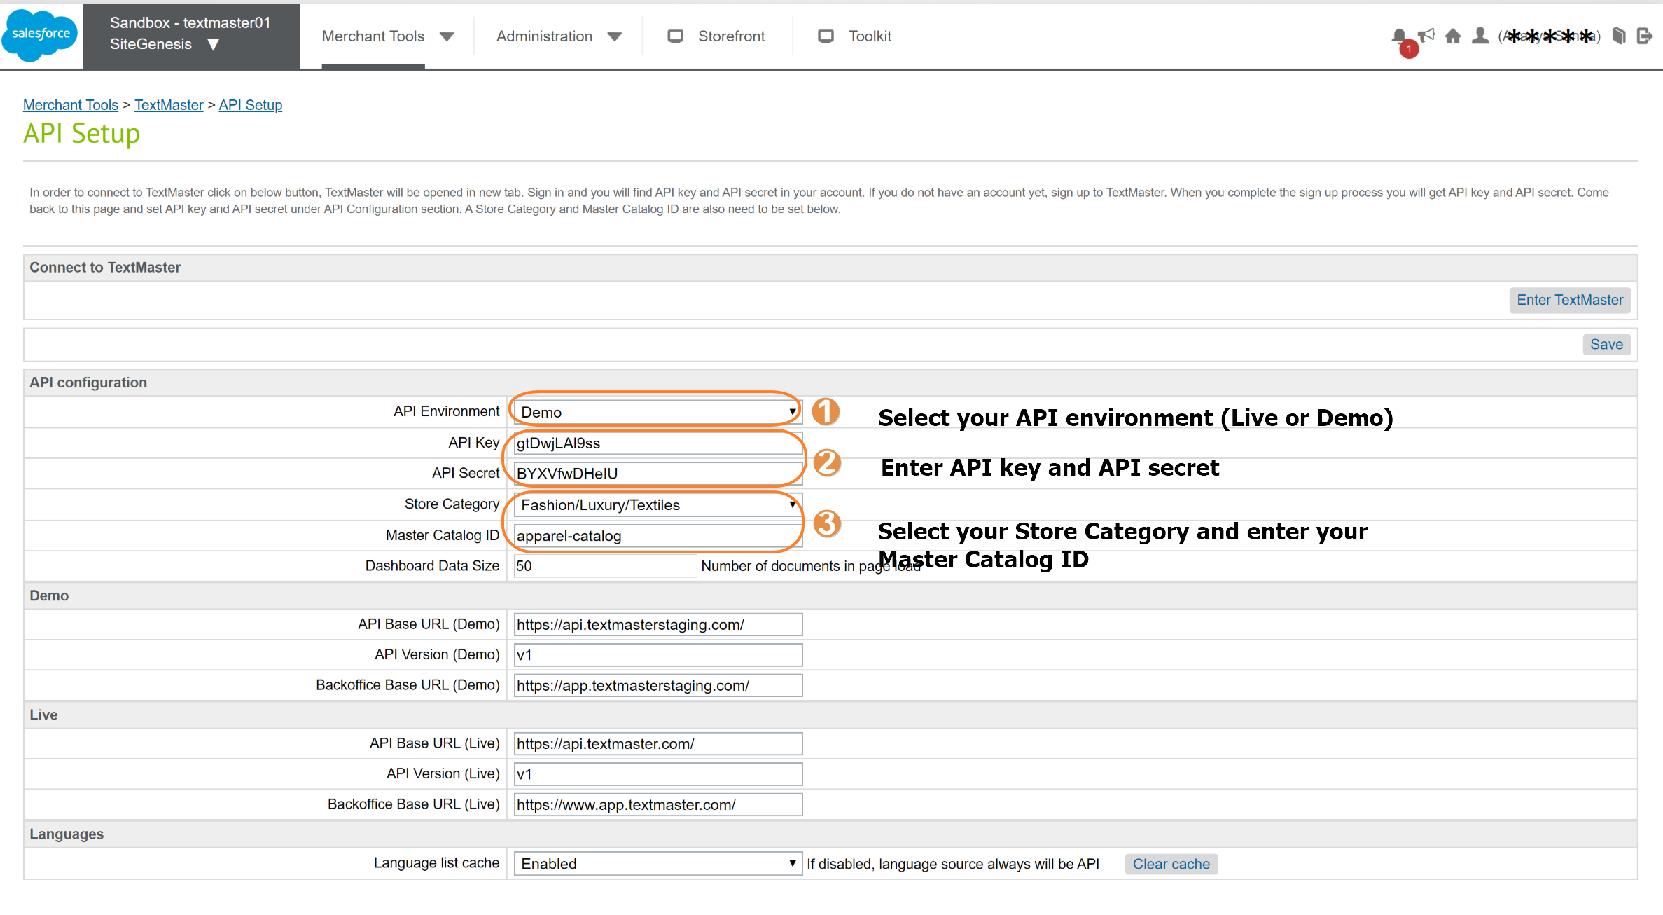 salesforce
Sandbox - textmaster01
SiteGenesis
Merchant Tools
Administration
Storefront
Toolkit
1
*****
Merchant Tools > TextMaster > API Setup
API Setup
In order to connect to TextMaster click on below button, TextMaster will be opened in new tab. Sign in and you will find API key and API secret in your account. If you do not have an account yet, sign up to TextMaster. When you complete the sign up process you will get API key and API secret. Come
back to this page and set API key and API secret under API Configuration section. A Store Category and Master Catalog ID are also need to be set below.
Connect to TextMaster
Enter TextMaster
Save
API configuration
API Environment Demo 1 Select your API environment (Live or Demo)
API Key gtDwjLAI9ss
2 Enter API key and API secret
API Secret BYXVfwDHeIU
Store Category Fashion/Luxury/Textiles
3 Select your Store Category and enter your
Master Catalog ID
Master Catalog ID apparel-catalog
Dashboard Data Size 50 Number of documents in page load
Demo
API Base URL (Demo) https://api.textmasterstaging.com/
API Version (Demo) v1
Backoffice Base URL (Demo) https://app.textmasterstaging.com/
Live
API Base URL (Live) https://api.textmaster.com/
API Version (Live) v1
Backoffice Base URL (Live) https://www.app.textmaster.com/
Languages
Language list cache Enabled If disabled, language source always will be API Clear cache